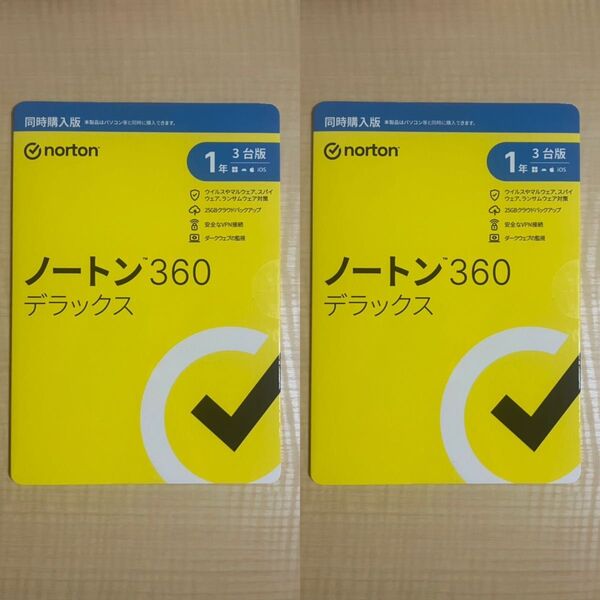 同時購入版 本製品はパソコン等と同時に購入できます。
norton
1年 3台版
iOS
ウイルスやマルウェア、スパイ
ウェア、ランサムウェア対策
25GBクラウドバックアップ
安全なVPN接続
ダークウェブの監視
ノートン™360
デラックス
同時購入版 本製品はパソコン等と同時に購入できます。
norton
1年 3台版
iOS
ウイルスやマルウェア、スパイ
ウェア、ランサムウェア対策
25GBクラウドバックアップ
安全なVPN接続
ダークウェブの監視
ノートン™360
デラックス